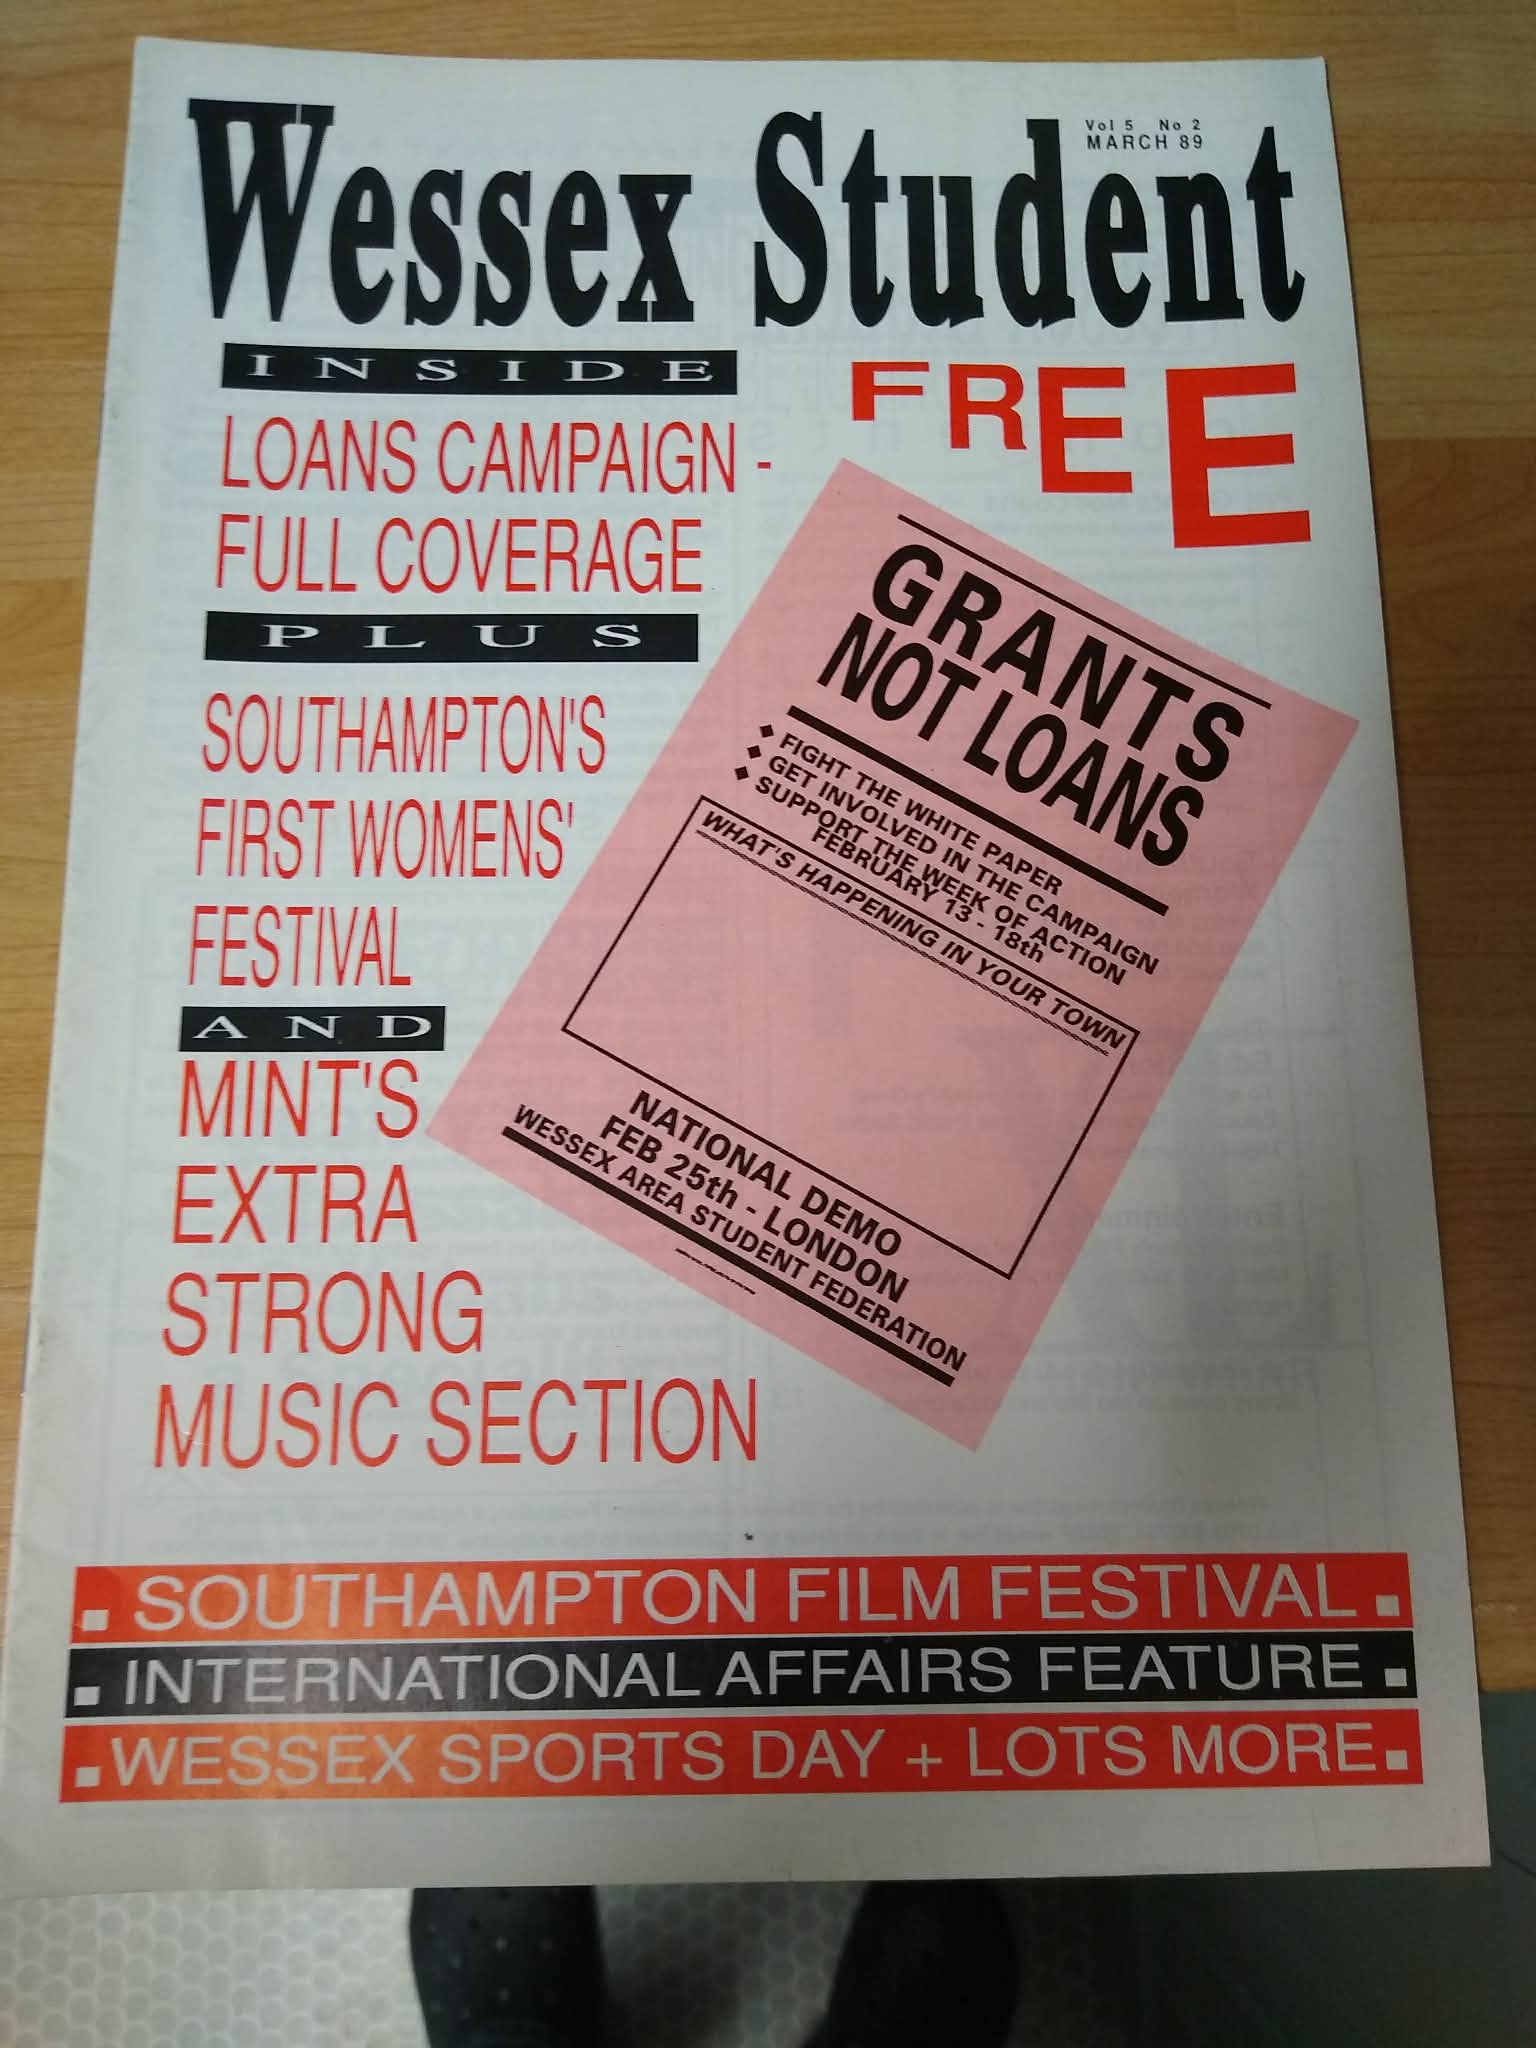 Wessex Student
Vol 5 No 2
MARCH 89
INSIDE
FREE
LOANS CAMPAIGN -
FULL COVERAGE
PLUS
SOUTHAMPTON'S
FIRST WOMENS'
FESTIVAL
AND
MINT'S
EXTRA
STRONG
MUSIC SECTION
GRANTS
NOT LOANS
◆ FIGHT THE WHITE PAPER
◆ GET INVOLVED IN THE CAMPAIGN
◆ SUPPORT THE WEEK OF ACTION
FEBRUARY 13 - 18th
WHAT'S HAPPENING IN YOUR TOWN
NATIONAL DEMO
FEB 25th - LONDON
WESSEX AREA STUDENT FEDERATION
SOUTHAMPTON FILM FESTIVAL
INTERNATIONAL AFFAIRS FEATURE
WESSEX SPORTS DAY + LOTS MORE